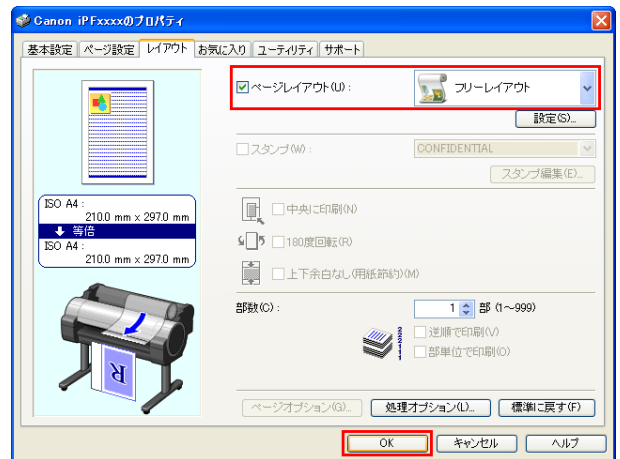 Canon iPFxxxxのプロパティ
基本設定 ページ設定 レイアウト お気に入り ユーティリティ サポート
ページレイアウト(U) : フリーレイアウト
設定(S)...
スタンプ(W) : CONFIDENTIAL
スタンプ編集(E)...
ISO A4 :
210.0 mm x 297.0 mm
等倍
ISO A4 :
210.0 mm x 297.0 mm
中央に印刷(N)
180度回転(R)
上下余白なし(用紙節約)(M)
部数(C) : 1 部 (1～999)
逆順で印刷(V)
部単位で印刷(O)
ページオプション(G)... 処理オプション(L)... 標準に戻す(F)
OK キャンセル ヘルプ